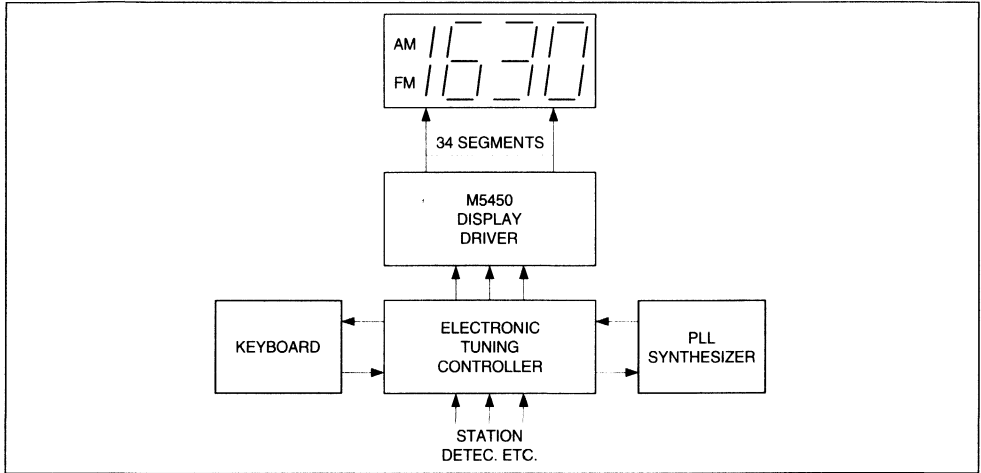 AM
1630
FM
34 SEGMENTS
M5450
DISPLAY
DRIVER
KEYBOARD
ELECTRONIC
TUNING
CONTROLLER
PLL
SYNTHESIZER
STATION
DETEC. ETC.